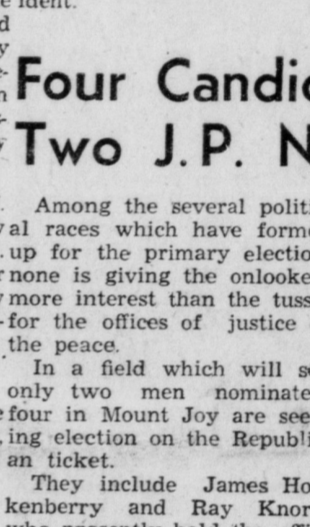 ident.
d
y
Four Candi
Two J.P. N
Among the several polit
al races which have form
up for the primary electio
none is giving the onlooke
more interest than the tuss
for the offices of justice
the peace.
In a field which will s
only two men nominate
four in Mount Joy are see
ing election on the Republi
an ticket.
They include James Ho
kenberry and Ray Knor